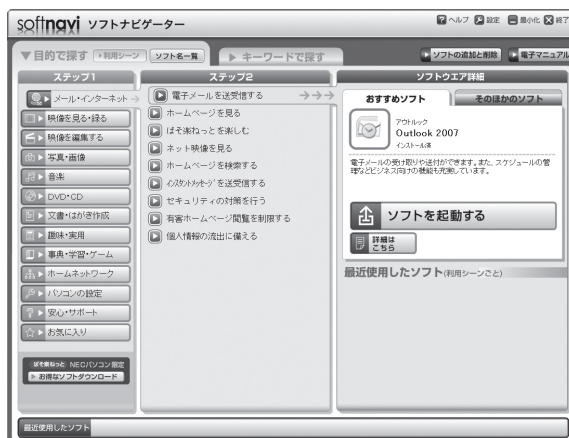 softnavi ソフトナビゲーター
ヘルプ 設定 最小化 終了
▼目的で探す ▶利用シーン ソフト名一覧 ▶キーワードで探す ▶ソフトの追加と削除 ▶電子マニュアル
ステップ1
メール・インターネット
映像を見る・録る
映像を編集する
写真・画像
音楽
DVD・CD
文書・はがき作成
趣味・実用
事典・学習・ゲーム
ホームネットワーク
パソコンの設定
安心・サポート
お気に入り
ぱそ楽ねっと NECパソコン限定
▶お得なソフトダウンロード
ステップ2
電子メールを送受信する
ホームページを見る
ぱそ楽ねっとを楽しむ
ネット映像を見る
ホームページを検索する
インスタントメッセージを送受信する
セキュリティの対策を行う
有害ホームページ閲覧を制限する
個人情報の流出に備える
ソフトウエア詳細
おすすめソフト そのほかのソフト
アウトルック
Outlook 2007
インストール済
電子メールの受け取りや送付ができます。また、スケジュールの管
理などビジネス向けの機能も充実しています。
ソフトを起動する
詳細は
こちら
最近使用したソフト(利用シーンごと)
最近使用したソフト